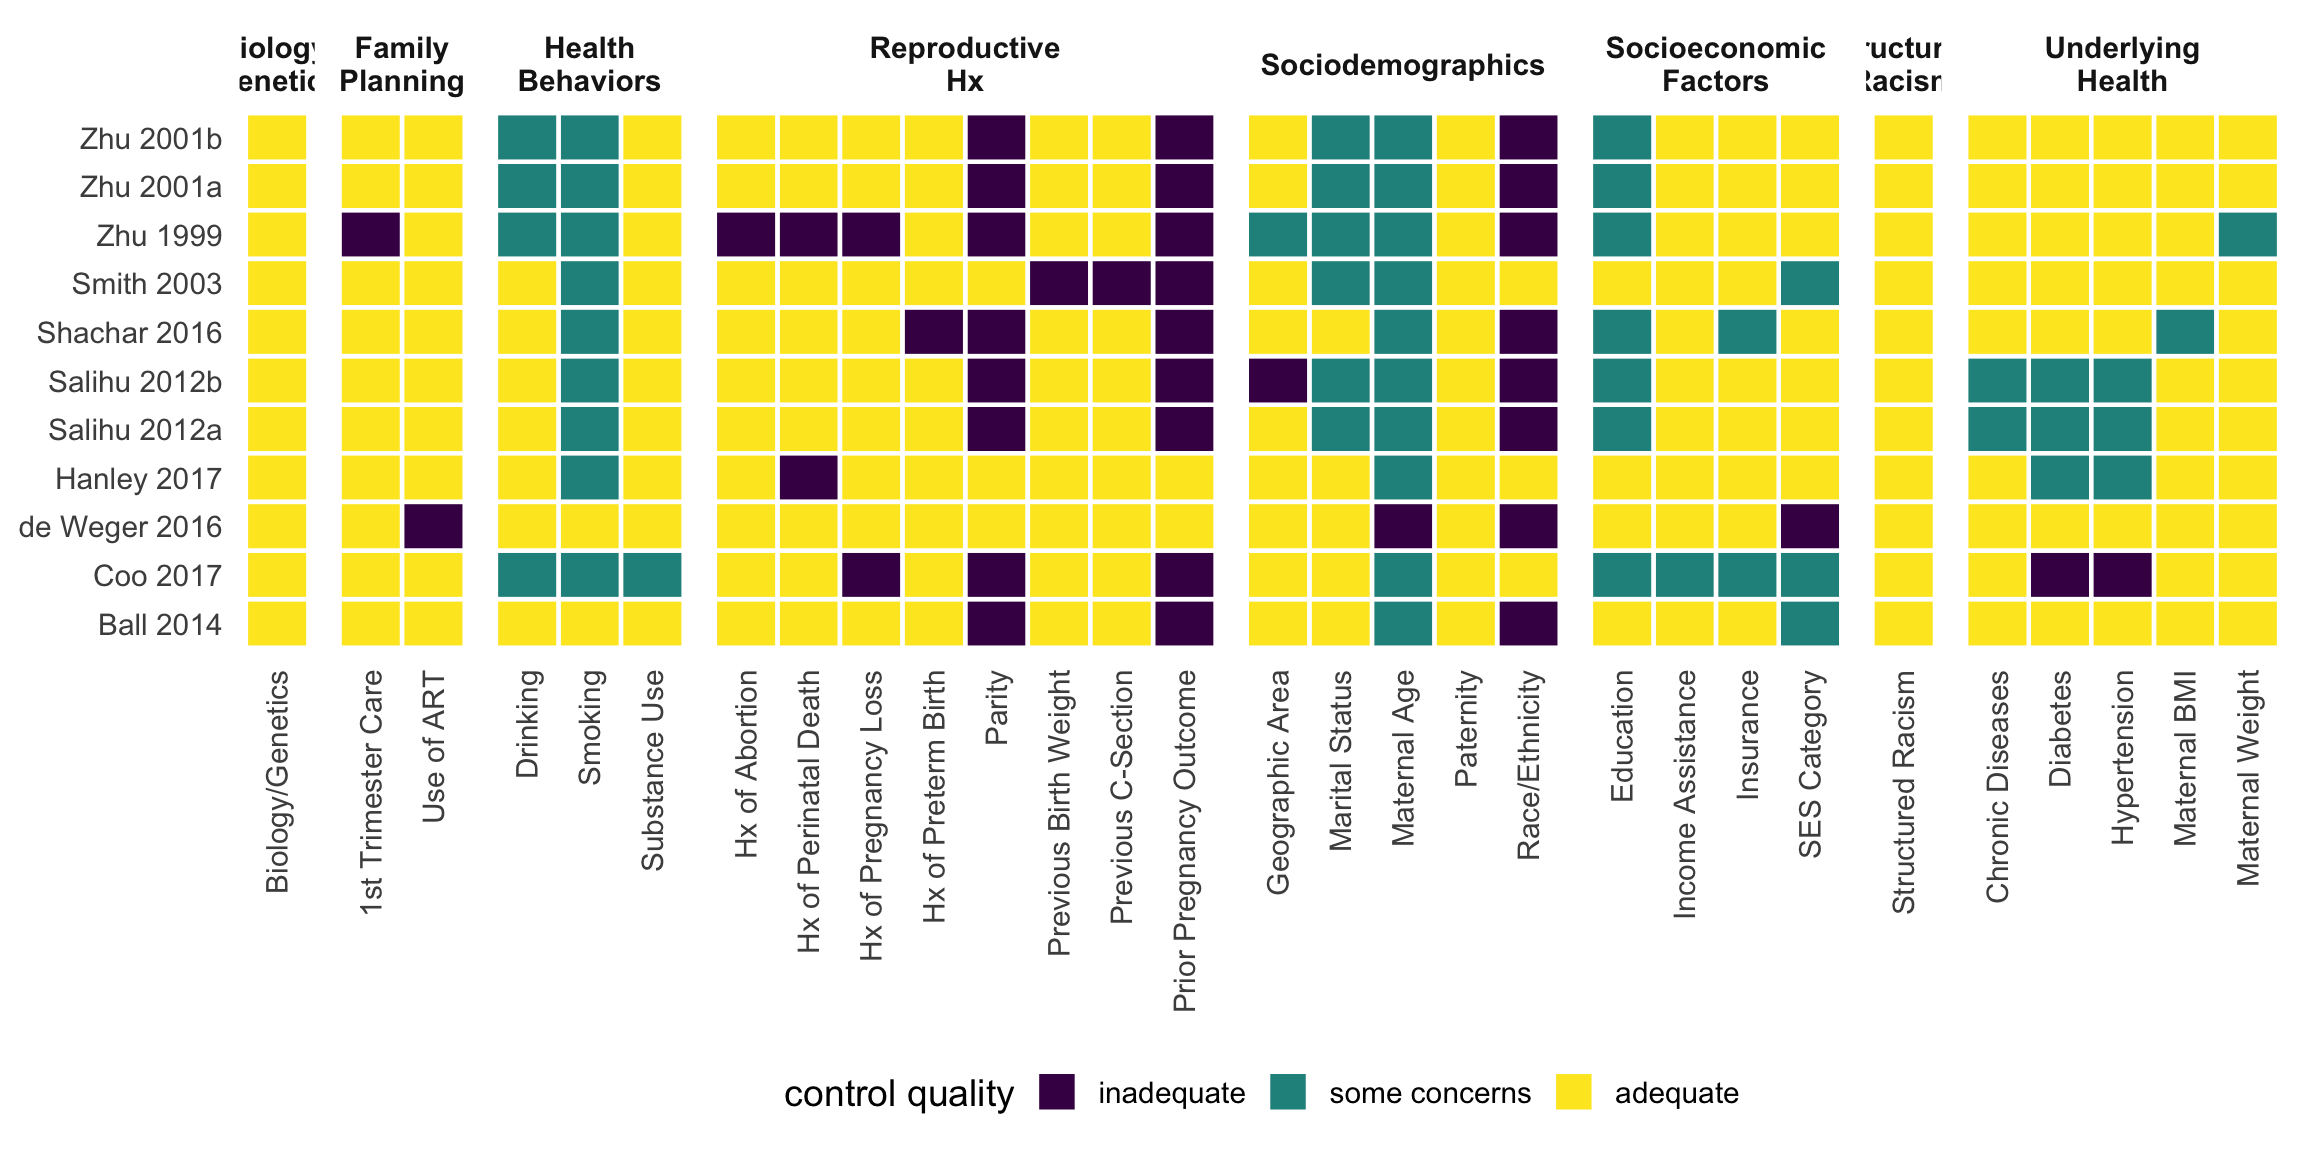 iology
enetic
Family
Planning
Health
Behaviors
Reproductive
Hx
Sociodemographics
Socioeconomic
Factors
ructur
Racism
Underlying
Health
Zhu 2001b
Zhu 2001a
Zhu 1999
Smith 2003
Shachar 2016
Salihu 2012b
Salihu 2012a
Hanley 2017
de Weger 2016
Coo 2017
Ball 2014
Biology/Genetics
1st Trimester Care
Use of ART
Drinking
Smoking
Substance Use
Hx of Abortion
Hx of Perinatal Death
Hx of Pregnancy Loss
Hx of Preterm Birth
Parity
Previous Birth Weight
Previous C-Section
Prior Pregnancy Outcome
Geographic Area
Marital Status
Maternal Age
Paternity
Race/Ethnicity
Education
Income Assistance
Insurance
SES Category
Structured Racism
Chronic Diseases
Diabetes
Hypertension
Maternal BMI
Maternal Weight
control quality inadequate some concerns adequate